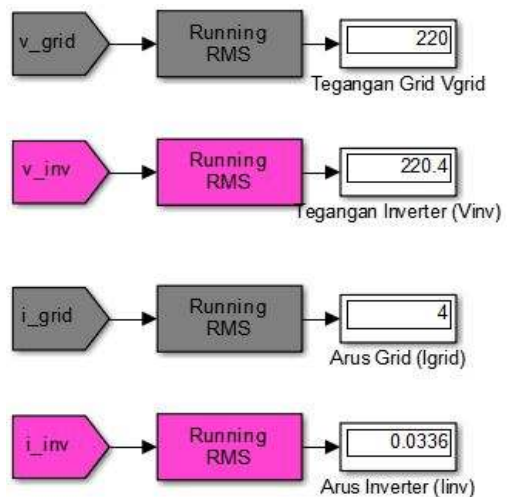 v_grid
Running
RMS
220
Tegangan Grid Vgrid
v_inv
Running
RMS
220.4
Tegangan Inverter (Vinv)
i_grid
Running
RMS
4
Arus Grid (Igrid)
i_inv
Running
RMS
0.0336
Arus Inverter (Iinv)